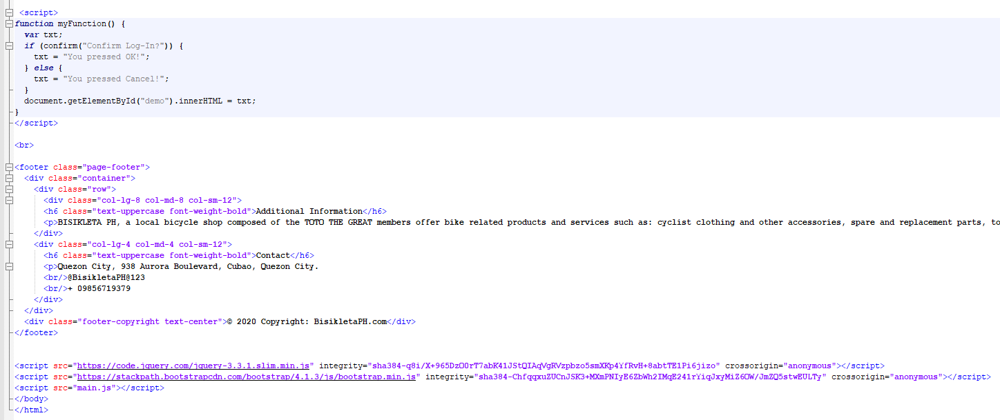 <script>
function myFunction() {
var txt;
if (confirm("Confirm Log-In?")) {
txt = "You pressed OK!";
} else {
txt = "You pressed Cancel!";
}
document.getElementById("demo").innerHTML = txt;
}
</script>
<br>
<footer class="page-footer">
<div class="container">
<div class="row">
<div class="col-lg-8 col-md-8 col-sm-12">
<h6 class="text-uppercase font-weight-bold">Additional Information</h6>
<p>BISIKLETA PH, a local bicycle shop composed of the TOTO THE GREAT members offer bike related products and services such as: cyclist clothing and other accessories, spare and replacement parts, to
</div>
<div class="col-lg-4 col-md-4 col-sm-12">
<h6 class="text-uppercase font-weight-bold">Contact</h6>
<p>Quezon City, 938 Aurora Boulevard, Cubao, Quezon City.
<br/>@BisikletaPH@123
<br/>+ 09856719379
</div>
</div>
<div class="footer-copyright text-center">© 2020 Copyright: BisikletaPH.com</div>
</footer>
<script src="https://code.jquery.com/jquery-3.3.1.slim.min.js" integrity="sha384-q8i/X+965DzO0rT7abK41JStQIAqVgRVzpbzo5smXKp4YfRvH+8abtTE1Pi6jizo" crossorigin="anonymous"></script>
<script src="https://stackpath.bootstrapcdn.com/bootstrap/4.1.3/js/bootstrap.min.js" integrity="sha384-ChfqqxuZUCnJSK3+MXmPNIyE6ZbWh2IMqE241rYiqJxyMiZ6OW/JmZQ5stwEULTy" crossorigin="anonymous"></script>
<script src="main.js"></script>
</body>
</html>